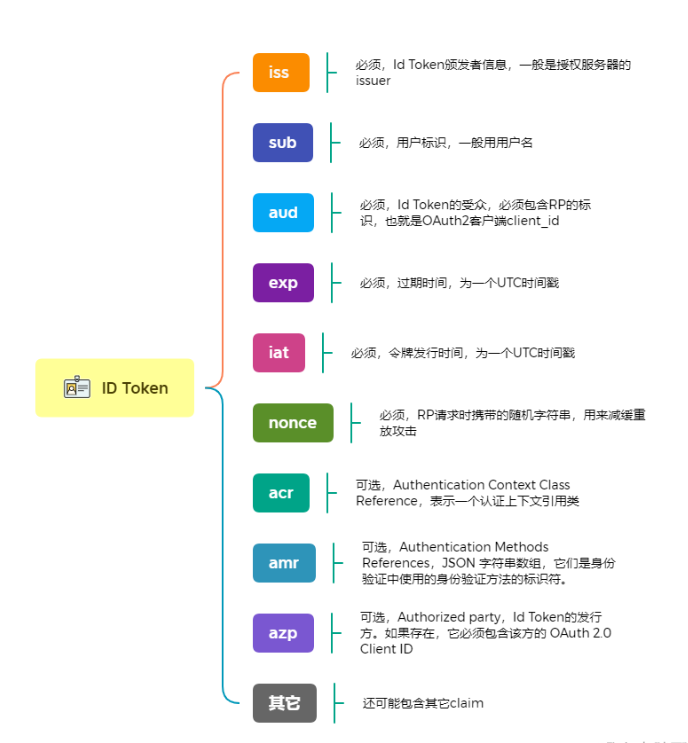 iss
必须，Id Token颁发者信息，一般是授权服务器的
issuer
sub
必须，用户标识，一般用用户名
aud
必须，Id Token的受众，必须包含RP的标
识，也就是OAuth2客户端client_id
exp
必须，过期时间，为一个UTC时间戳
iat
必须，令牌发行时间，为一个UTC时间戳
ID Token
nonce
必须，RP请求时携带的随机字符串，用来减缓重
放攻击
acr
可选，Authentication Context Class
Reference，表示一个认证上下文引用类
amr
可选，Authentication Methods
References，JSON 字符串数组，它们是身份
验证中使用的身份验证方法的标识符。
azp
可选，Authorized party，Id Token的发行
方。如果存在，它必须包含该方的 OAuth 2.0
Client ID
其它
还可能包含其它claim